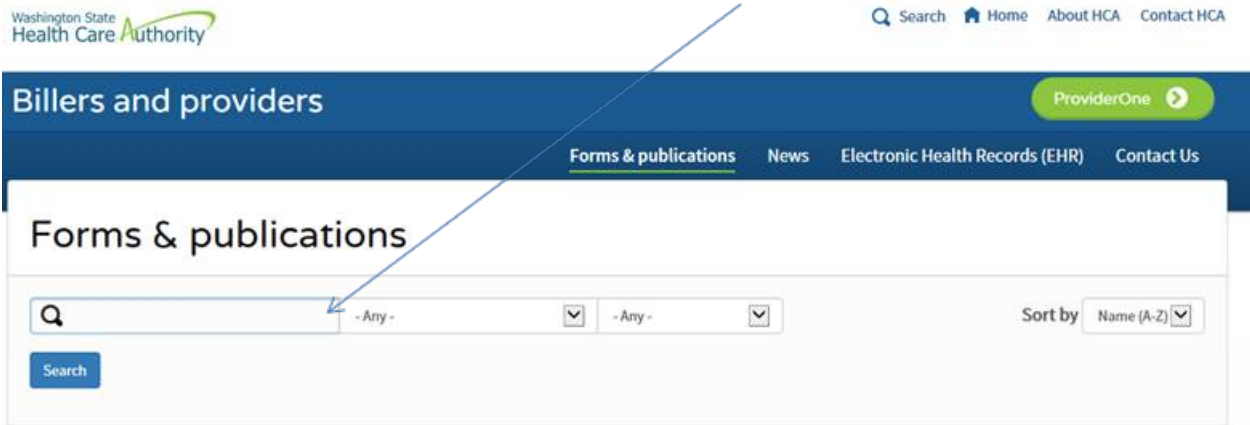 Washington State
Health Care Authority
Search Home About HCA Contact HCA
Billers and providers
ProviderOne
Forms & publications News Electronic Health Records (EHR) Contact Us
Forms & publications
- Any - - Any - Sort by Name (A-Z)
Search